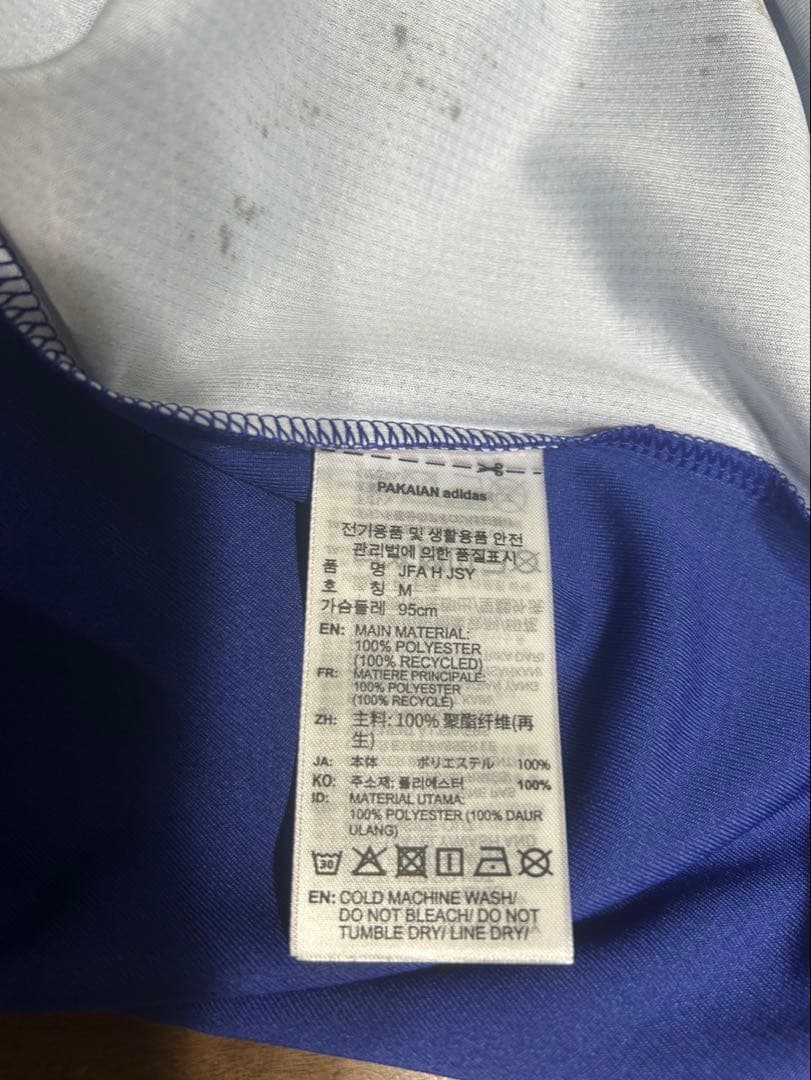 PAKAIAN adidas
전기용품 및 생활용품 안전
관리법에 의한 품질표시
품 명 JFA H JSY
호 칭 M
가슴둘레 95cm
EN: MAIN MATERIAL:
100% POLYESTER
(100% RECYCLED)
FR: MATIERE PRINCIPALE:
100% POLYESTER
(100% RECYCLÉ)
ZH: 主料: 100% 聚酯纤维(再
生)
JA: 本体 ポリエステル 100%
KO: 주소재: 폴리에스터 100%
ID: MATERIAL UTAMA:
100% POLYESTER (100% DAUR
ULANG)
30
EN: COLD MACHINE WASH/
DO NOT BLEACH/ DO NOT
TUMBLE DRY/ LINE DRY/